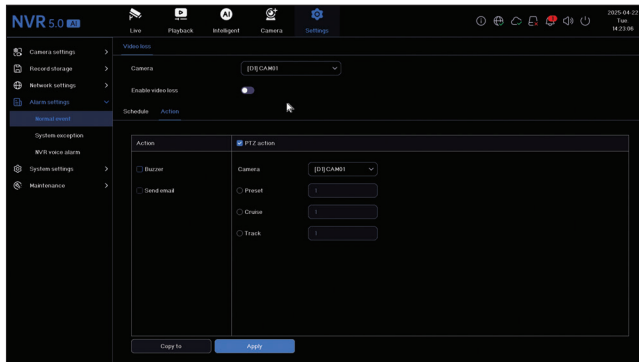 NVR 5.0 AI
Live
Playback
Intelligent
Camera
Settings
2025-04-22
Tue
14:23:06
Camera settings
Record storage
Network settings
Alarm settings
Normal event
System exception
NVR voice alarm
System settings
Maintenance
Video loss
Camera
[D1] CAM01
Enable video loss
Schedule
Action
Action
PTZ action
Buzzer
Camera
[D1] CAM01
Send email
Preset
1
Cruise
1
Track
1
Copy to
Apply